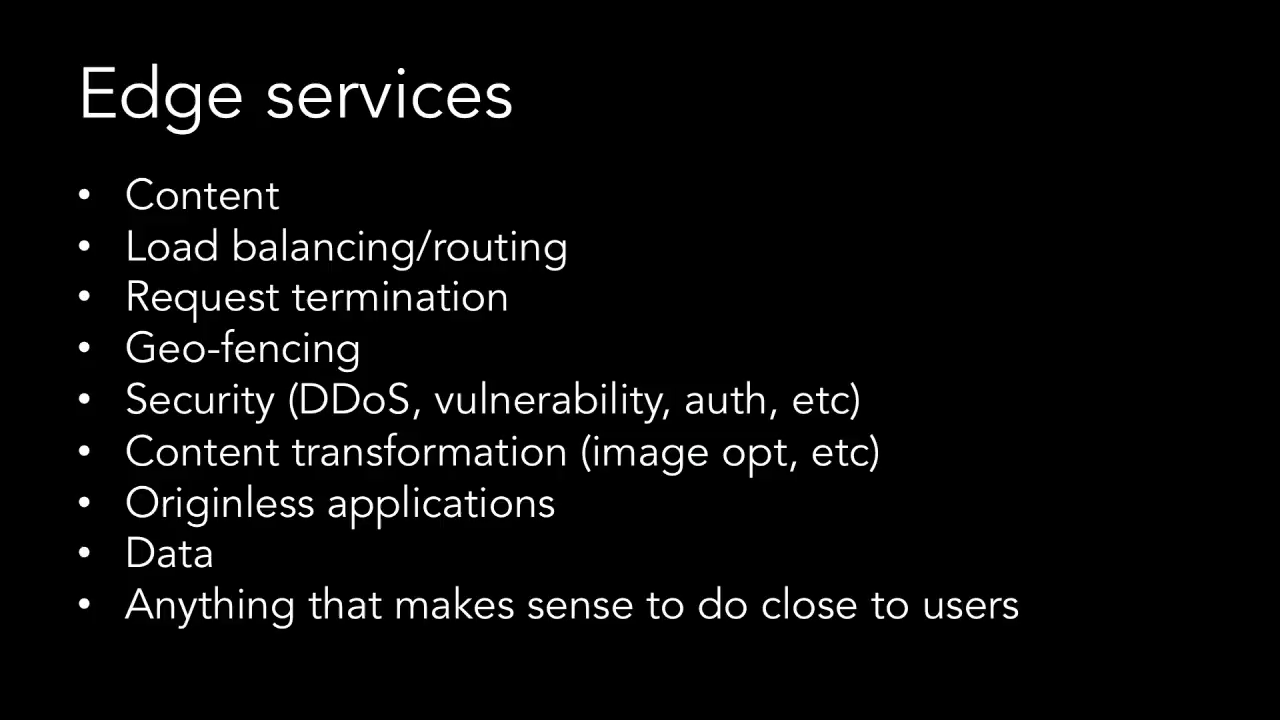 Edge services
• Content
• Load balancing/routing
• Request termination
• Geo-fencing
• Security (DDoS, vulnerability, auth, etc)
• Content transformation (image opt, etc)
• Originless applications
• Data
• Anything that makes sense to do close to users